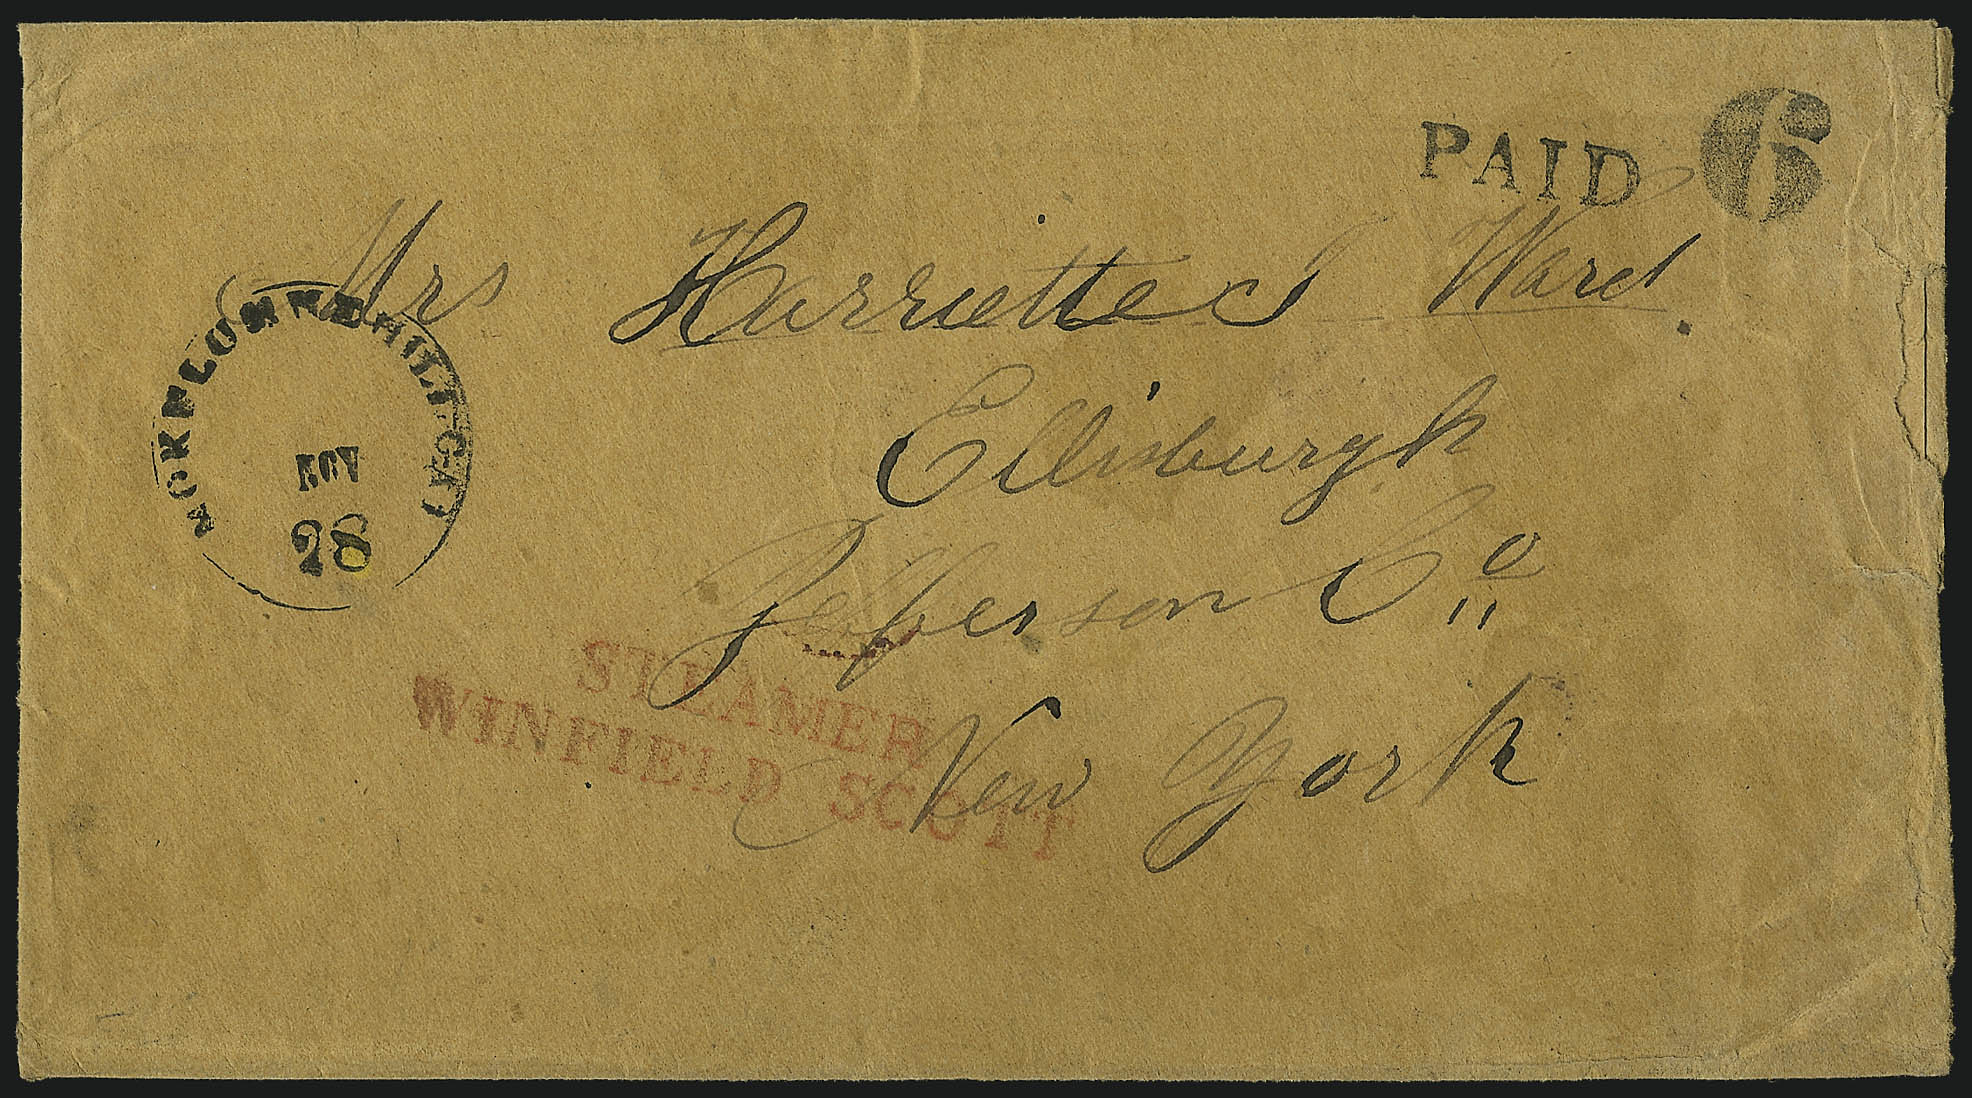 PAID 6
Mrs Harriette S Ward.
Ellisburgh
Jefferson Co
New York
NOV
28
STEAMER
WINFIELD SCOTT